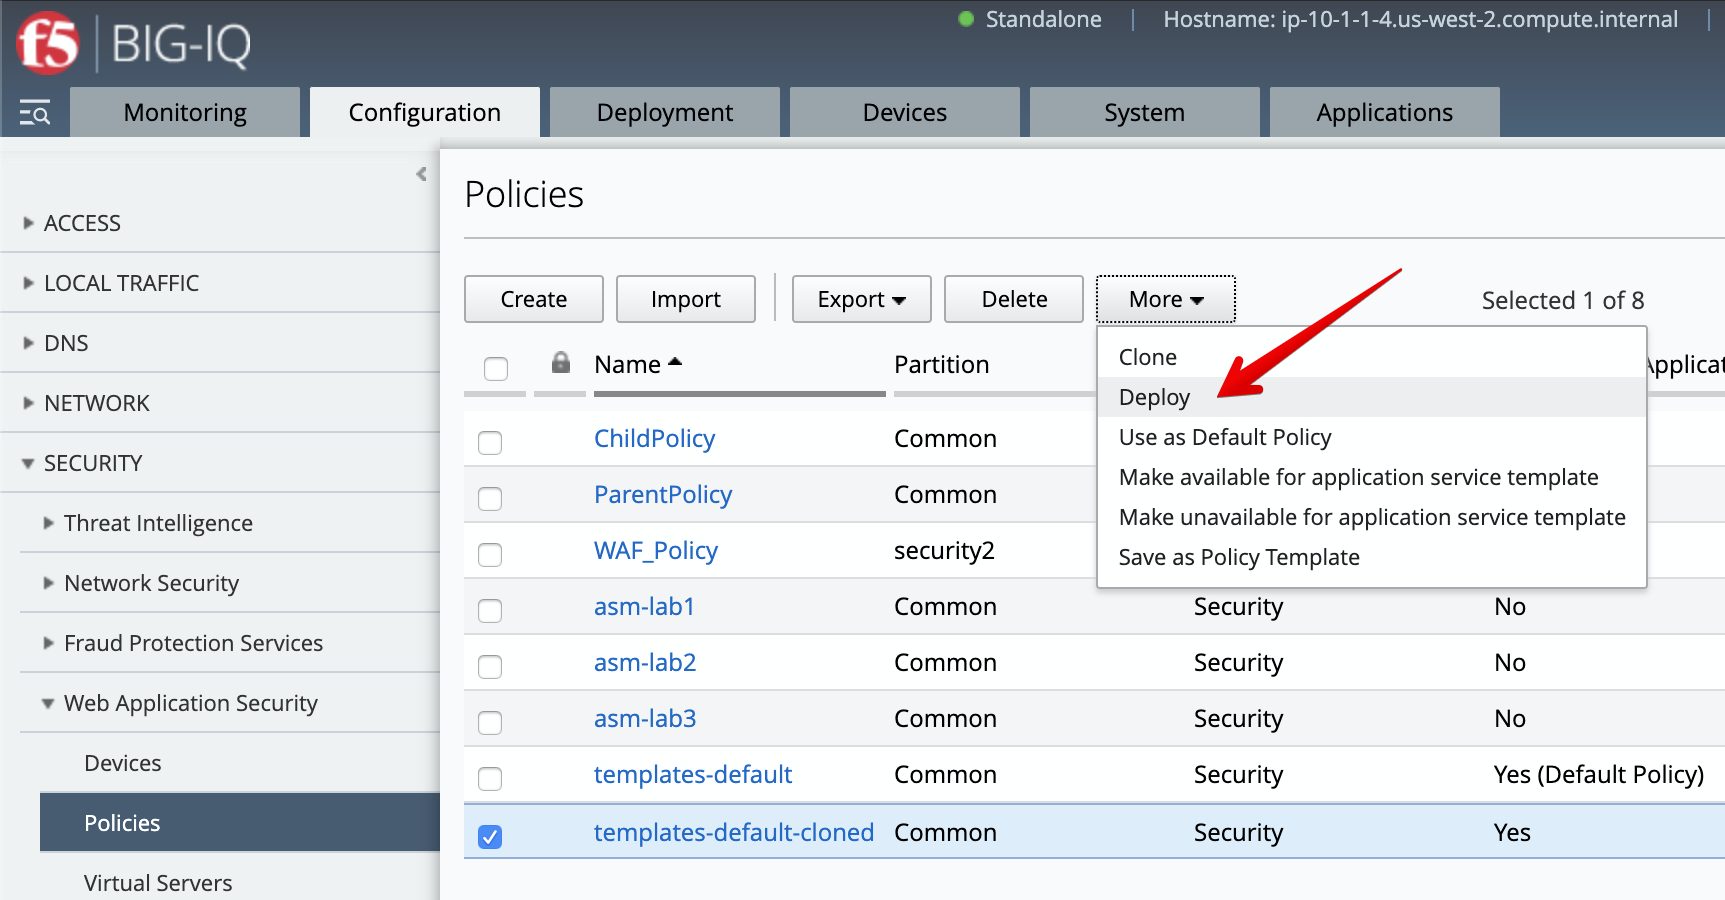 Standalone | Hostname: ip-10-1-1-4.us-west-2.compute.internal |
f5 | BIG-IQ
Monitoring Configuration Deployment Devices System Applications
ACCESS
LOCAL TRAFFIC
DNS
NETWORK
SECURITY
Threat Intelligence
Network Security
Fraud Protection Services
Web Application Security
Devices
Policies
Virtual Servers
Policies
Create Import Export Delete More Selected 1 of 8
Clone
Deploy
Use as Default Policy
Make available for application service template
Make unavailable for application service template
Save as Policy Template
Name Partition Applicat
ChildPolicy Common
ParentPolicy Common
WAF_Policy security2
asm-lab1 Common Security No
asm-lab2 Common Security No
asm-lab3 Common Security No
templates-default Common Security Yes (Default Policy)
templates-default-cloned Common Security Yes